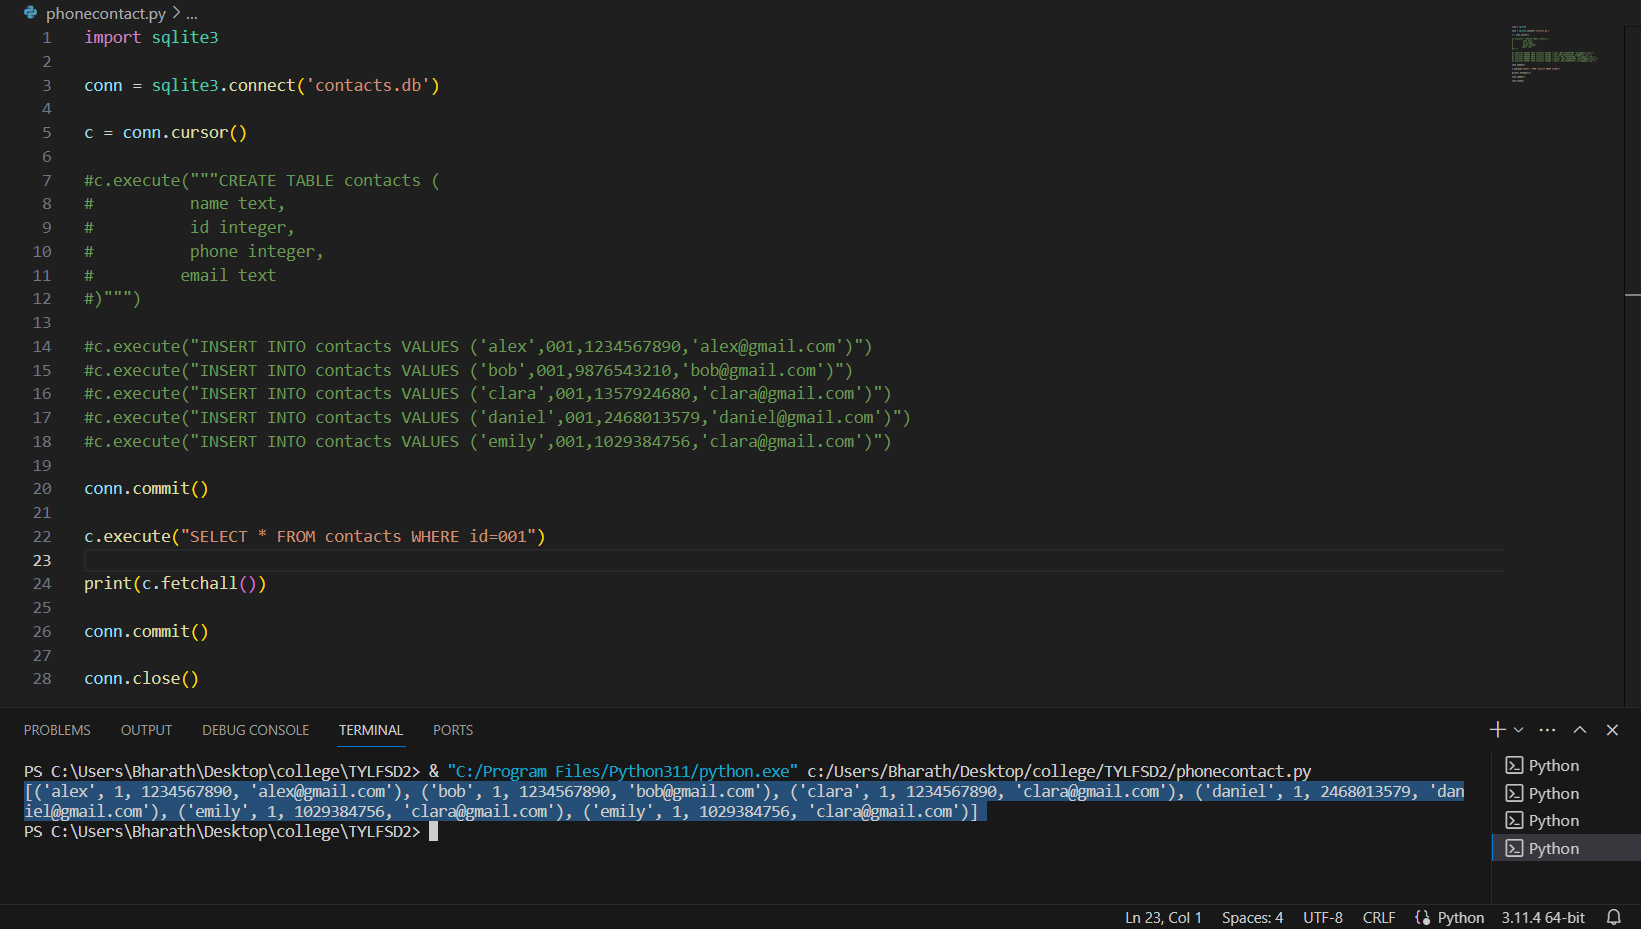 phonecontact.py > ...
1 import sqlite3
2
3 conn = sqlite3.connect('contacts.db')
4
5 c = conn.cursor()
6
7 #c.execute("""CREATE TABLE contacts (
8 #          name text,
9 #          id integer,
10 #          phone integer,
11 #         email text
12 #)""")
13
14 #c.execute("INSERT INTO contacts VALUES ('alex',001,1234567890,'alex@gmail.com')")
15 #c.execute("INSERT INTO contacts VALUES ('bob',001,9876543210,'bob@gmail.com')")
16 #c.execute("INSERT INTO contacts VALUES ('clara',001,1357924680,'clara@gmail.com')")
17 #c.execute("INSERT INTO contacts VALUES ('daniel',001,2468013579,'daniel@gmail.com')")
18 #c.execute("INSERT INTO contacts VALUES ('emily',001,1029384756,'clara@gmail.com')")
19
20 conn.commit()
21
22 c.execute("SELECT * FROM contacts WHERE id=001")
23
24 print(c.fetchall())
25
26 conn.commit()
27
28 conn.close()
PROBLEMS OUTPUT DEBUG CONSOLE TERMINAL PORTS
PS C:\Users\Bharath\Desktop\college\TYLFSD2> & "C:/Program Files/Python311/python.exe" c:/Users/Bharath/Desktop/college/TYLFSD2/phonecontact.py
[('alex', 1, 1234567890, 'alex@gmail.com'), ('bob', 1, 1234567890, 'bob@gmail.com'), ('clara', 1, 1234567890, 'clara@gmail.com'), ('daniel', 1, 2468013579, 'dan
iel@gmail.com'), ('emily', 1, 1029384756, 'clara@gmail.com'), ('emily', 1, 1029384756, 'clara@gmail.com')]
PS C:\Users\Bharath\Desktop\college\TYLFSD2>
Python
Python
Python
Python
Ln 23, Col 1 Spaces: 4 UTF-8 CRLF Python 3.11.4 64-bit